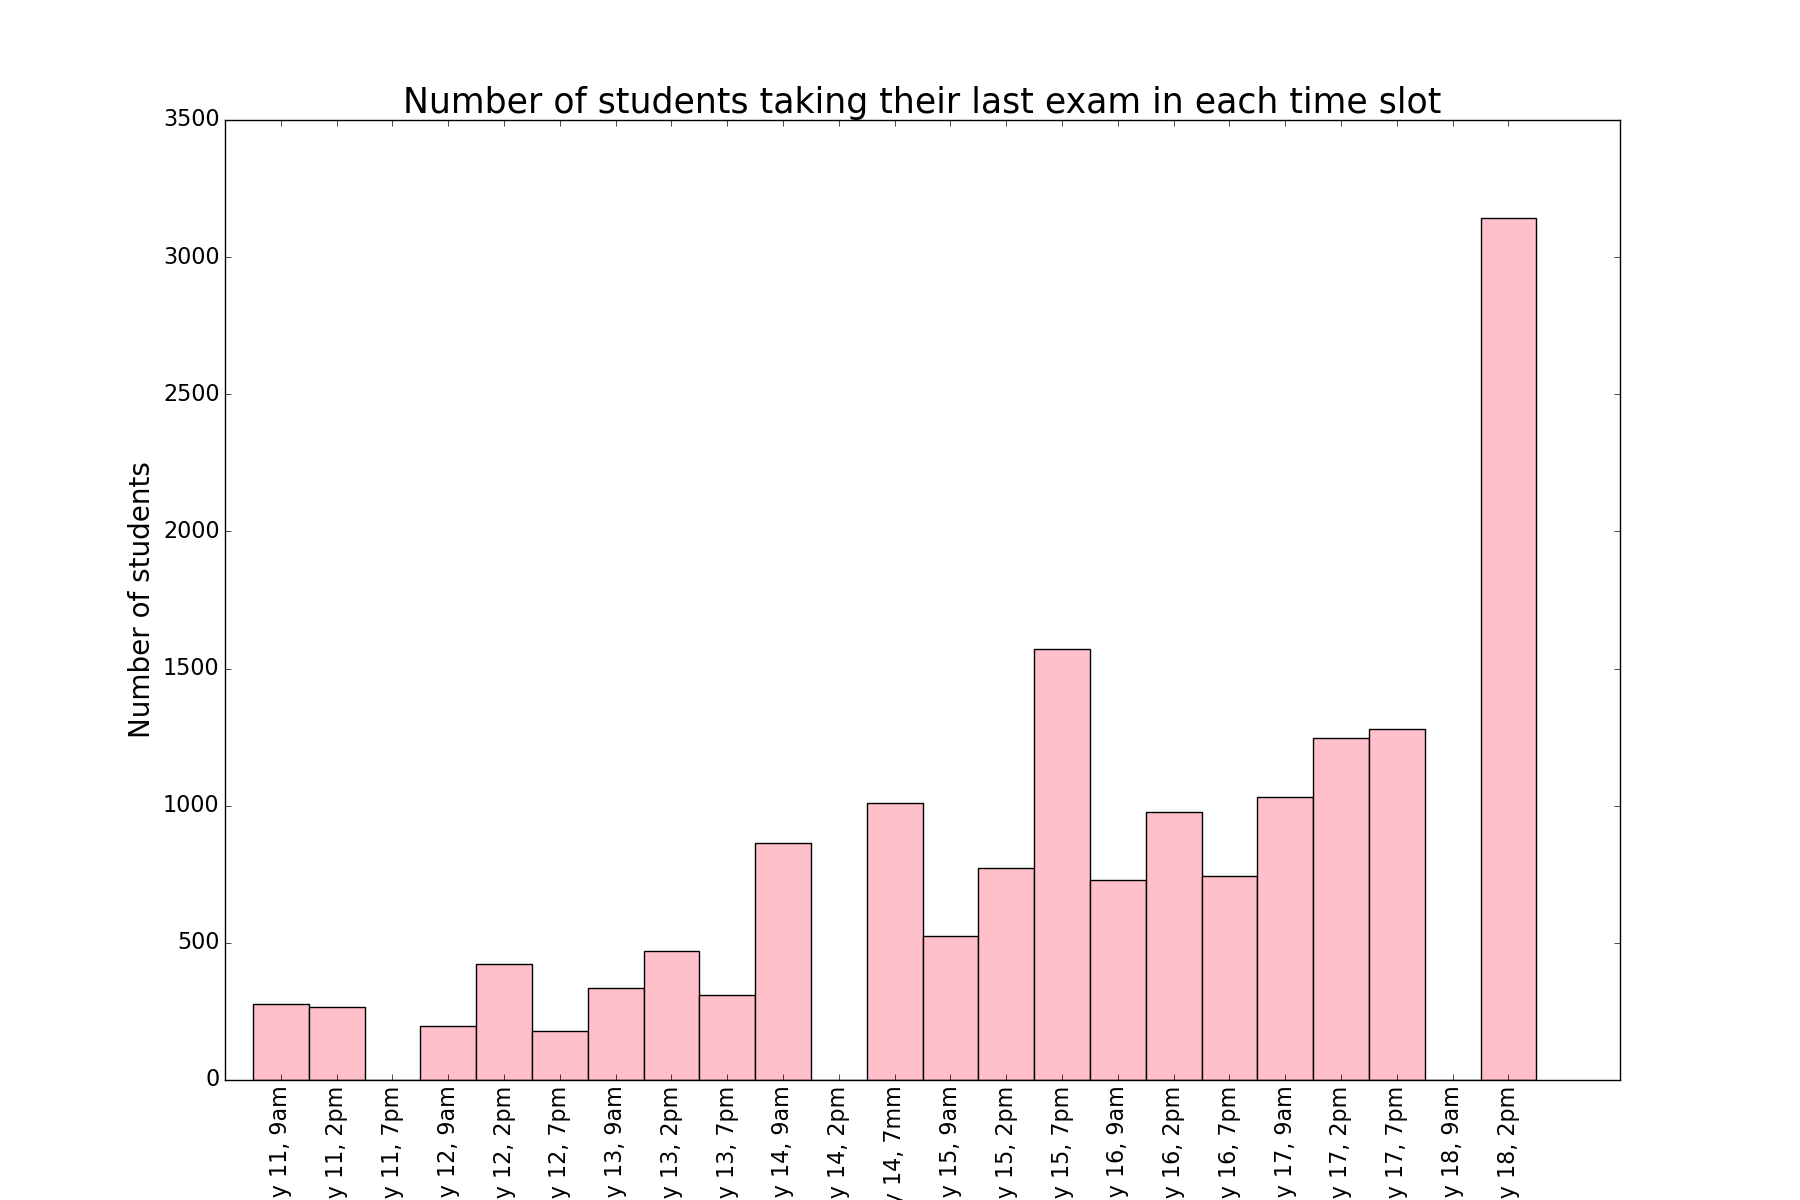 Number of students taking their last exam in each time slot
Number of students
3500
3000
2500
2000
1500
1000
500
0
y 11, 9am
y 11, 2pm
y 11, 7pm
y 12, 9am
y 12, 2pm
y 12, 7pm
y 13, 9am
y 13, 2pm
y 13, 7pm
y 14, 9am
y 14, 2pm
y 14, 7mm
y 15, 9am
y 15, 2pm
y 15, 7pm
y 16, 9am
y 16, 2pm
y 16, 7pm
y 17, 9am
y 17, 2pm
y 17, 7pm
y 18, 9am
y 18, 2pm